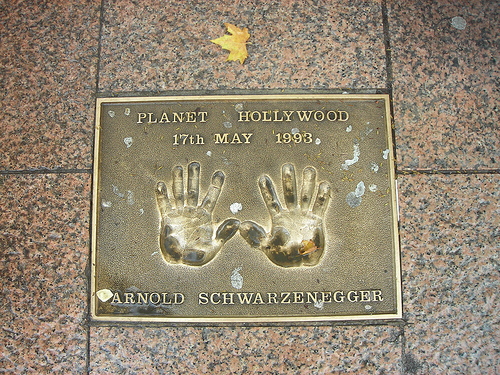 PLANET HOLLYWOOD
17th MAY 1993
ARNOLD SCHWARZENEGGER